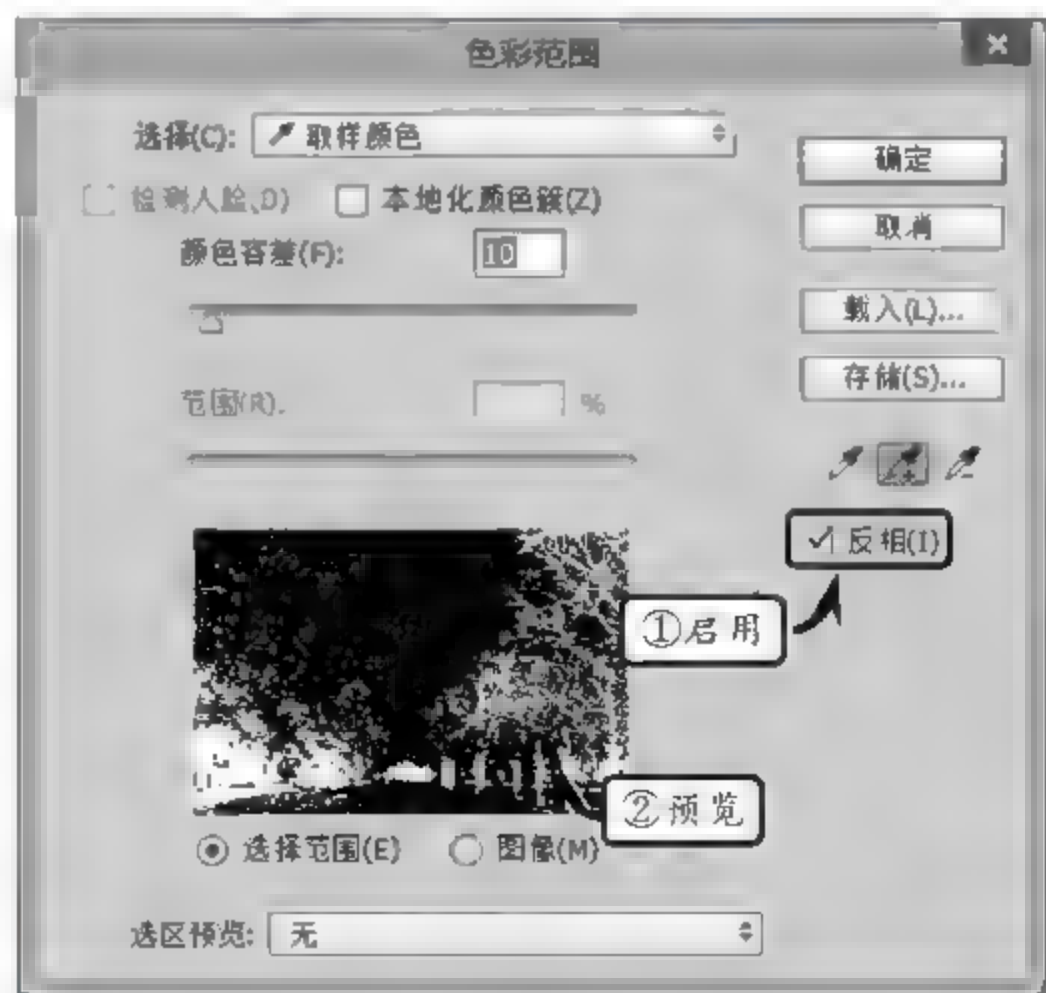 色彩范围
选择(C): 取样颜色
确定
检测人脸(D) 本地化颜色簇(Z)
取消
颜色容差(F): 10
载入(L)...
存储(S)...
范围(R): %
反相(I)
①启用
②预览
选择范围(E) 图像(M)
选区预览: 无